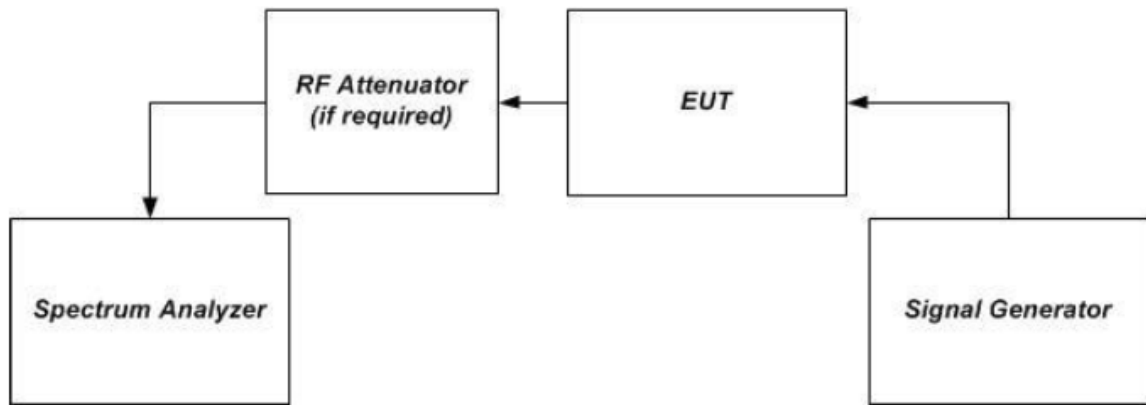 RF Attenuator
(if required)
EUT
Spectrum Analyzer
Signal Generator